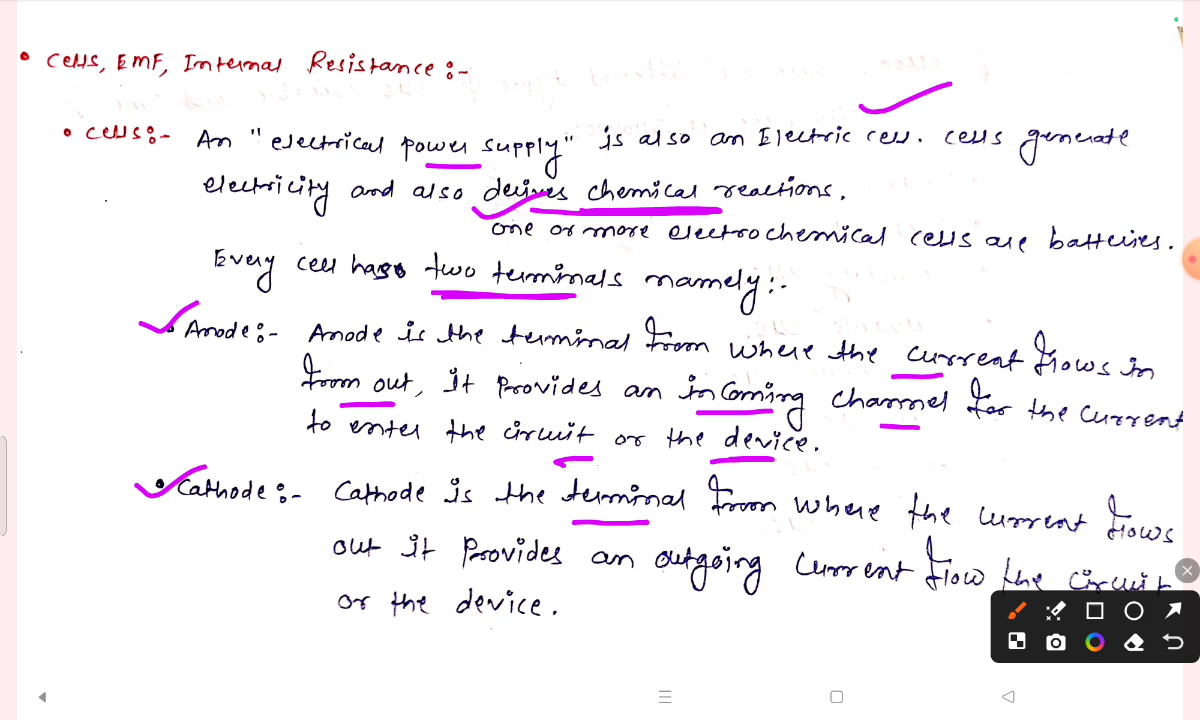 • Cells, EMF, Internal Resistance :-
• Cells :- An "electrical power supply" is also an Electric cell. cells generate
electricity and also derives chemical reactions.
one or more electrochemical cells are batteries.
Every cell has two terminals namely :-
• Anode :- Anode is the terminal from where the current flows in
from out, It Provides an incoming channel for the current
to enter the circuit or the device.
• Cathode :- Cathode is the terminal from where the current flows
out it Provides an outgoing current flow the circuit
or the device.